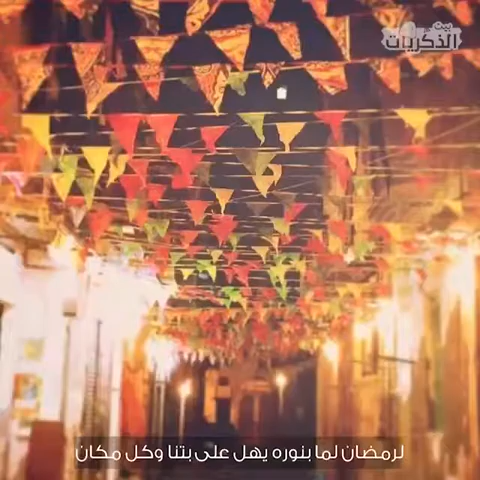 بيت
الذكريات
لرمضان لما بنوره يهل على بتنا وكل مكان